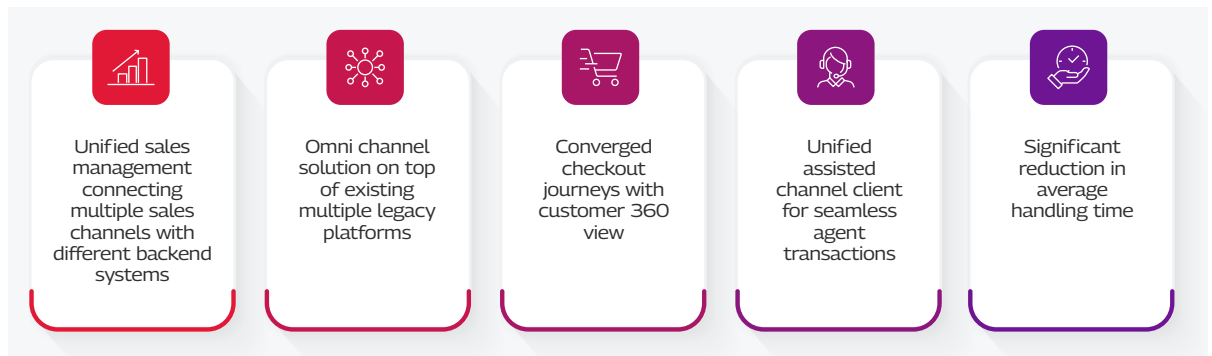 Unified sales
management
connecting
multiple sales
channels with
different backend
systems
Omni channel
solution on top
of existing
multiple legacy
platforms
Converged
checkout
journeys with
customer 360
view
Unified
assisted
channel client
for seamless
agent
transactions
Significant
reduction in
average
handling time